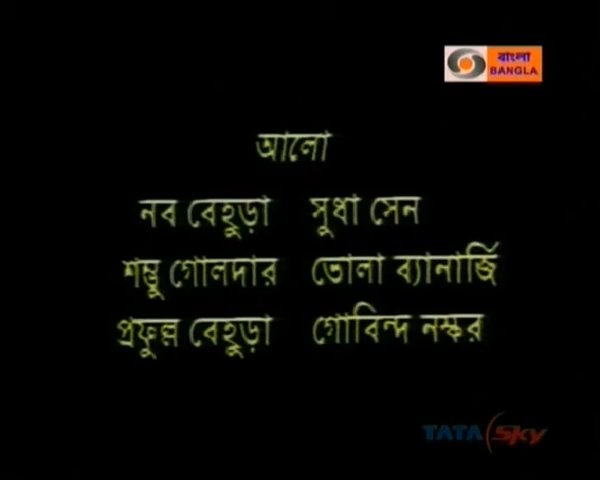 বাংলা
BANGLA
আলো
নব বেহুড়া সুধা সেন
শম্ভু গোলদার ভোলা ব্যানার্জি
প্রফুল্ল বেহুড়া গোবিন্দ নস্কর
TATA Sky